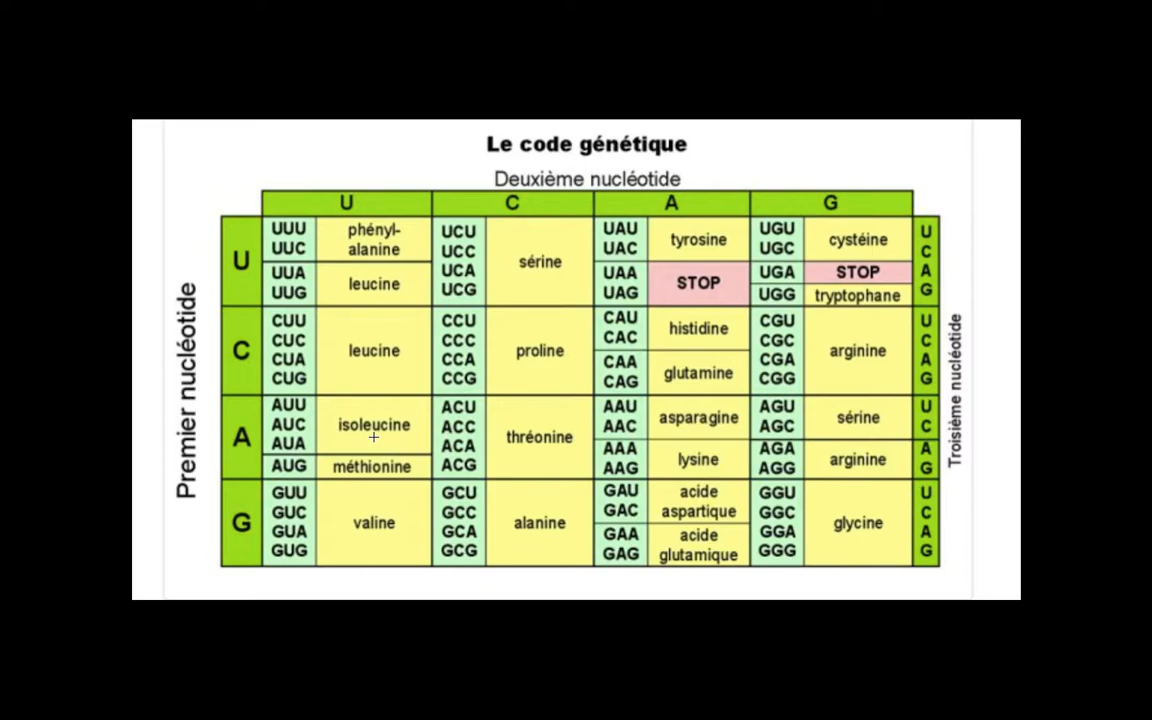 Le code génétique
Deuxième nucléotide
U C A G
Premier nucléotide
Troisième nucléotide
U
UUU UUC phényl-alanine
UUA UUG leucine
UCU UCC UCA UCG sérine
UAU UAC tyrosine
UAA UAG STOP
UGU UGC cystéine
UGA STOP
UGG tryptophane
U C A G
C
CUU CUC CUA CUG leucine
CCU CCC CCA CCG proline
CAU CAC histidine
CAA CAG glutamine
CGU CGC CGA CGG arginine
U C A G
A
AUU AUC AUA isoleucine
AUG méthionine
ACU ACC ACA ACG thréonine
AAU AAC asparagine
AAA AAG lysine
AGU AGC sérine
AGA AGG arginine
U C A G
G
GUU GUC GUA GUG valine
GCU GCC GCA GCG alanine
GAU GAC acide aspartique
GAA GAG acide glutamique
GGU GGC GGA GGG glycine
U C A G